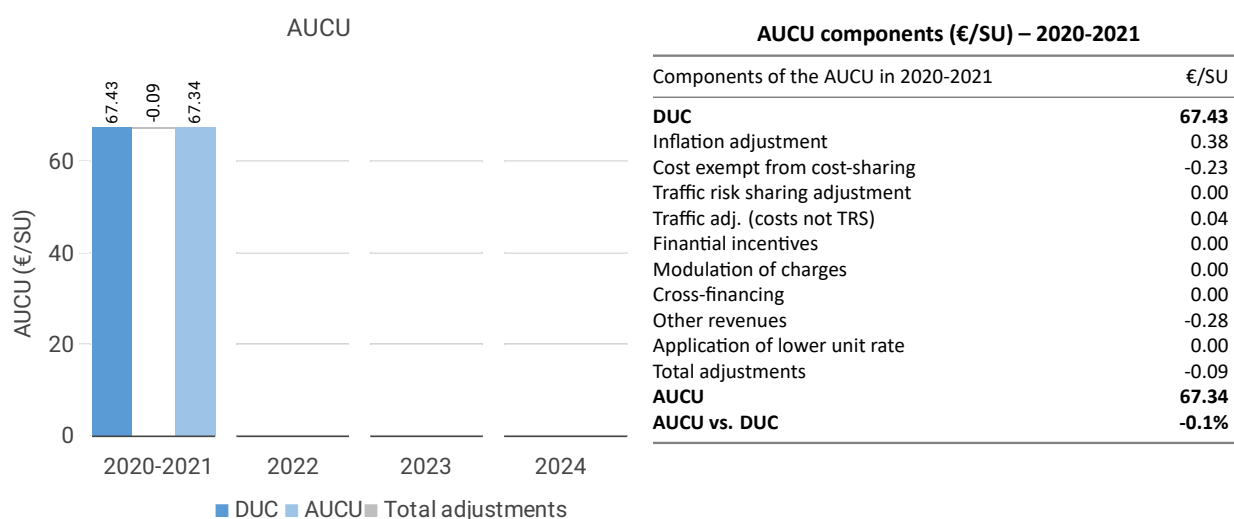 AUCU
67.43
-0.09
67.34
AUCU (€/SU)
60
40
20
0
2020-2021
2022
2023
2024
DUC AUCU Total adjustments
AUCU components (€/SU) – 2020-2021
Components of the AUCU in 2020-2021 €/SU
DUC 67.43
Inflation adjustment 0.38
Cost exempt from cost-sharing -0.23
Traffic risk sharing adjustment 0.00
Traffic adj. (costs not TRS) 0.04
Finantial incentives 0.00
Modulation of charges 0.00
Cross-financing 0.00
Other revenues -0.28
Application of lower unit rate 0.00
Total adjustments -0.09
AUCU 67.34
AUCU vs. DUC -0.1%